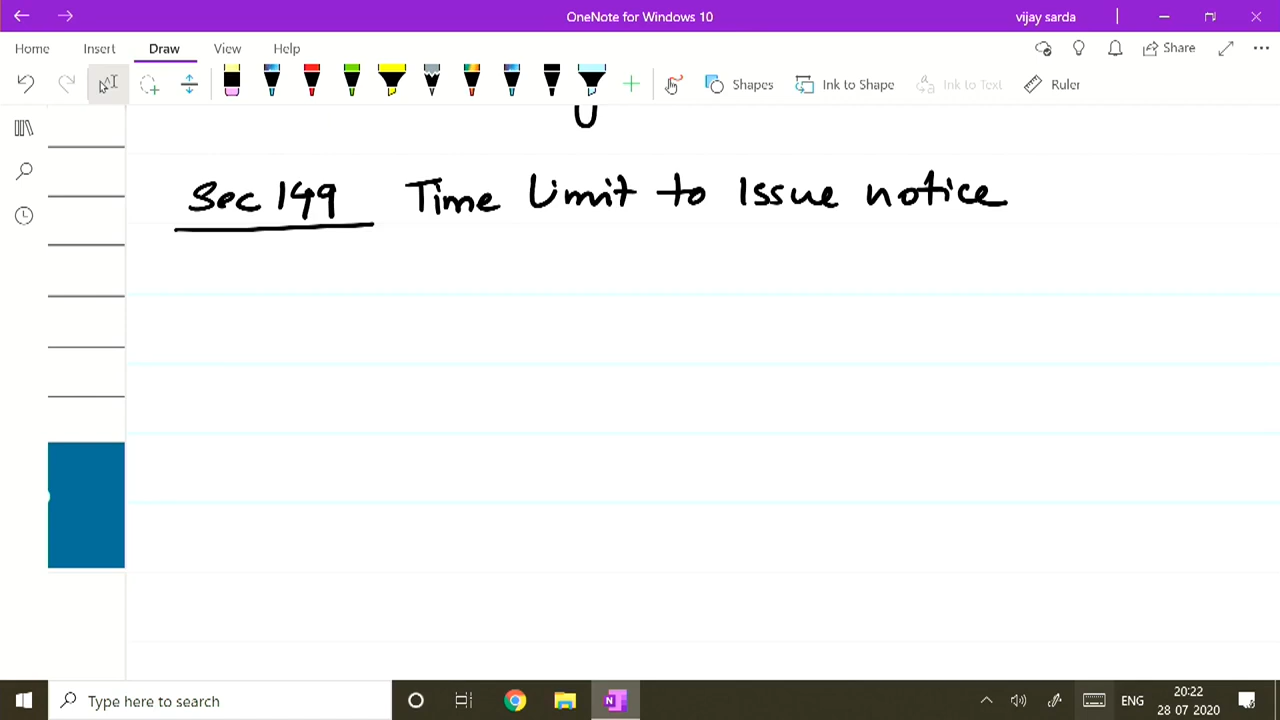 OneNote for Windows 10
vijay sarda
Home Insert Draw View Help
Share
Shapes Ink to Shape Ink to Text Ruler
Sec 149 Time Limit to Issue notice
Type here to search
ENG
20:22
28-07-2020